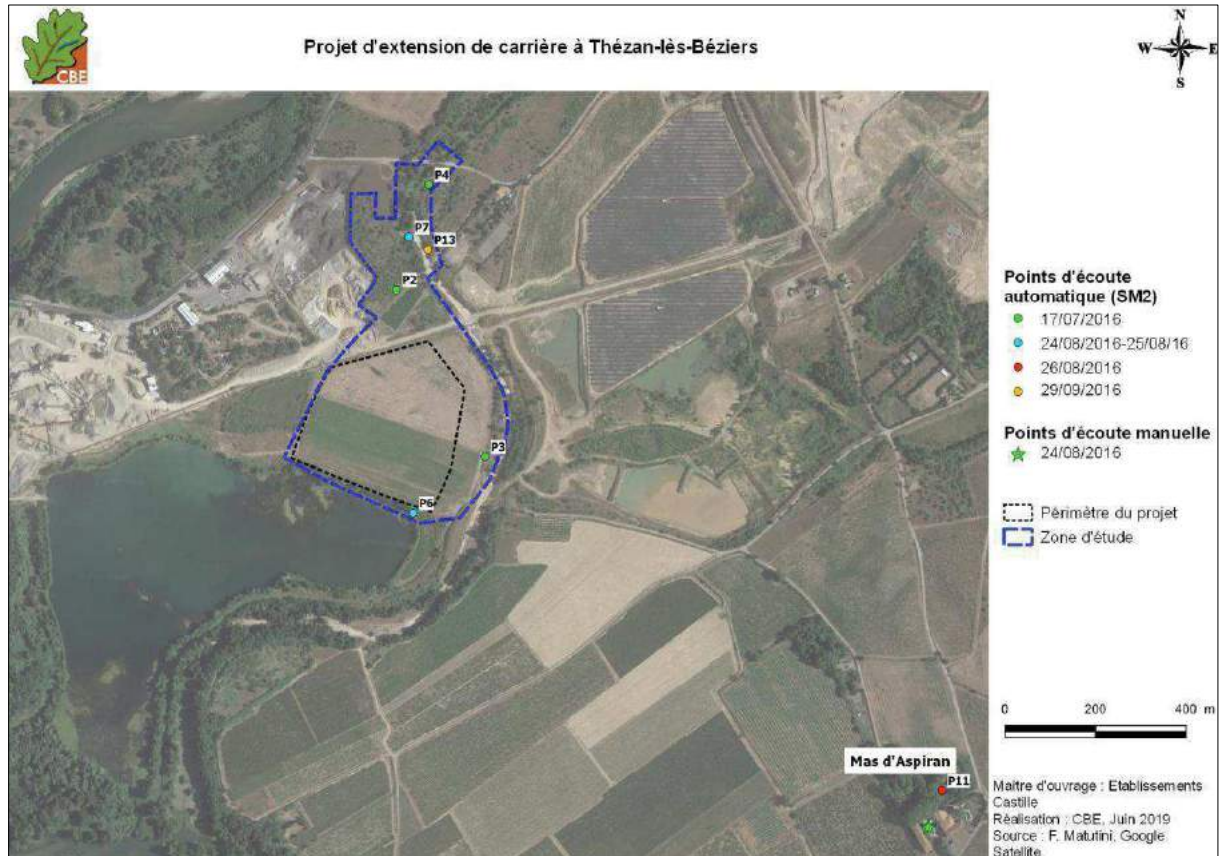 CBE
Projet d'extension de carrière à Thézan-lès-Béziers
N
W E
S
P4
P7
P13
P2
P3
P6
Mas d'Aspiran
P11
Points d'écoute
automatique (SM2)
17/07/2016
24/08/2016-25/08/16
26/08/2016
29/09/2016
Points d'écoute manuelle
24/08/2016
Périmètre du projet
Zone d'étude
0 200 400 m
Maitre d'ouvrage : Etablissements
Castille
Réalisation : CBE, Juin 2019
Source : F. Matutini, Google
Satellite